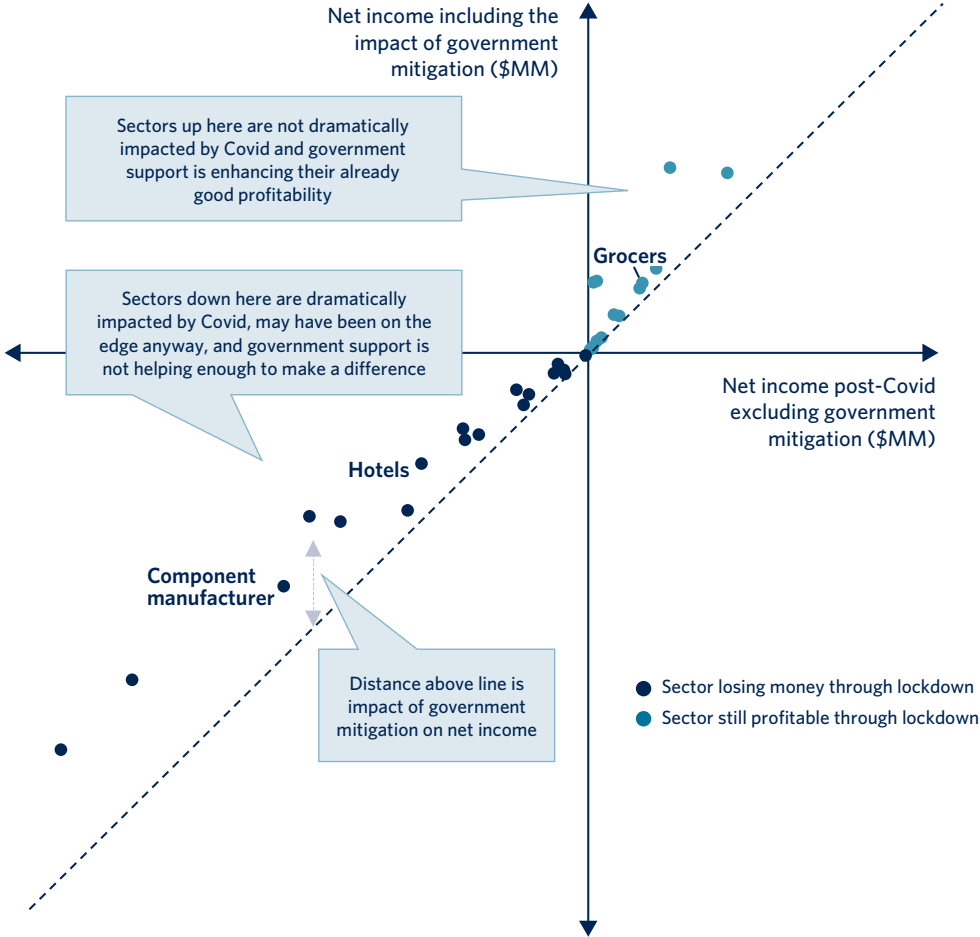 Net income including the
impact of government
mitigation ($MM)
Sectors up here are not dramatically
impacted by Covid and government
support is enhancing their already
good profitability
Grocers
Sectors down here are dramatically
impacted by Covid, may have been on the
edge anyway, and government support is
not helping enough to make a difference
Net income post-Covid
excluding government
mitigation ($MM)
Hotels
Component
manufacturer
Distance above line is
impact of government
mitigation on net income
Sector losing money through lockdown
Sector still profitable through lockdown